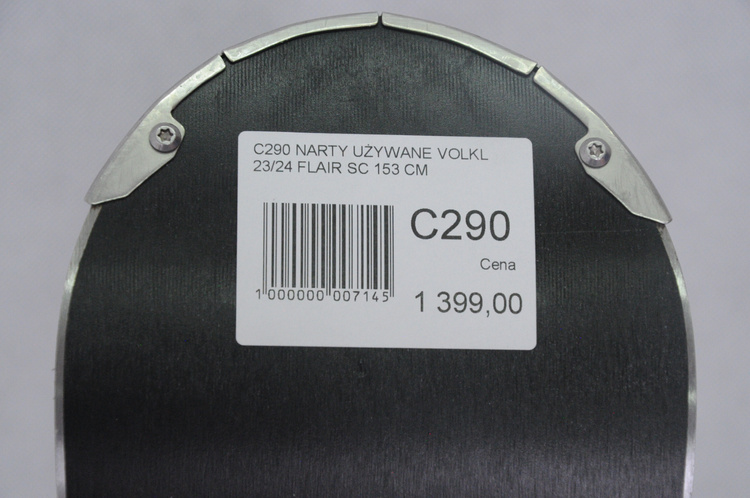 C290 NARTY UŻYWANE VOLKL
23/24 FLAIR SC 153 CM
C290
Cena
1 399,00
1 000000 007145